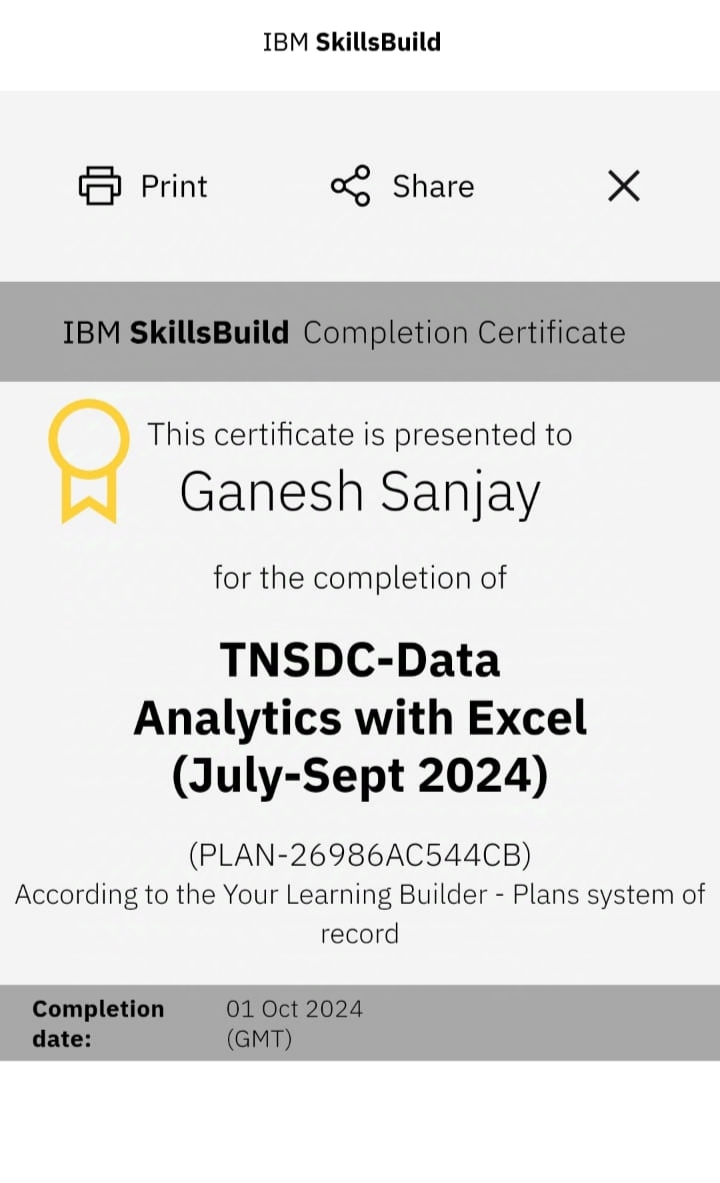 IBM SkillsBuild
Print
Share
IBM SkillsBuild Completion Certificate
This certificate is presented to
Ganesh Sanjay
for the completion of
TNSDC-Data
Analytics with Excel
(July-Sept 2024)
(PLAN-26986AC544CB)
According to the Your Learning Builder - Plans system of
record
Completion 01 Oct 2024
date: (GMT)